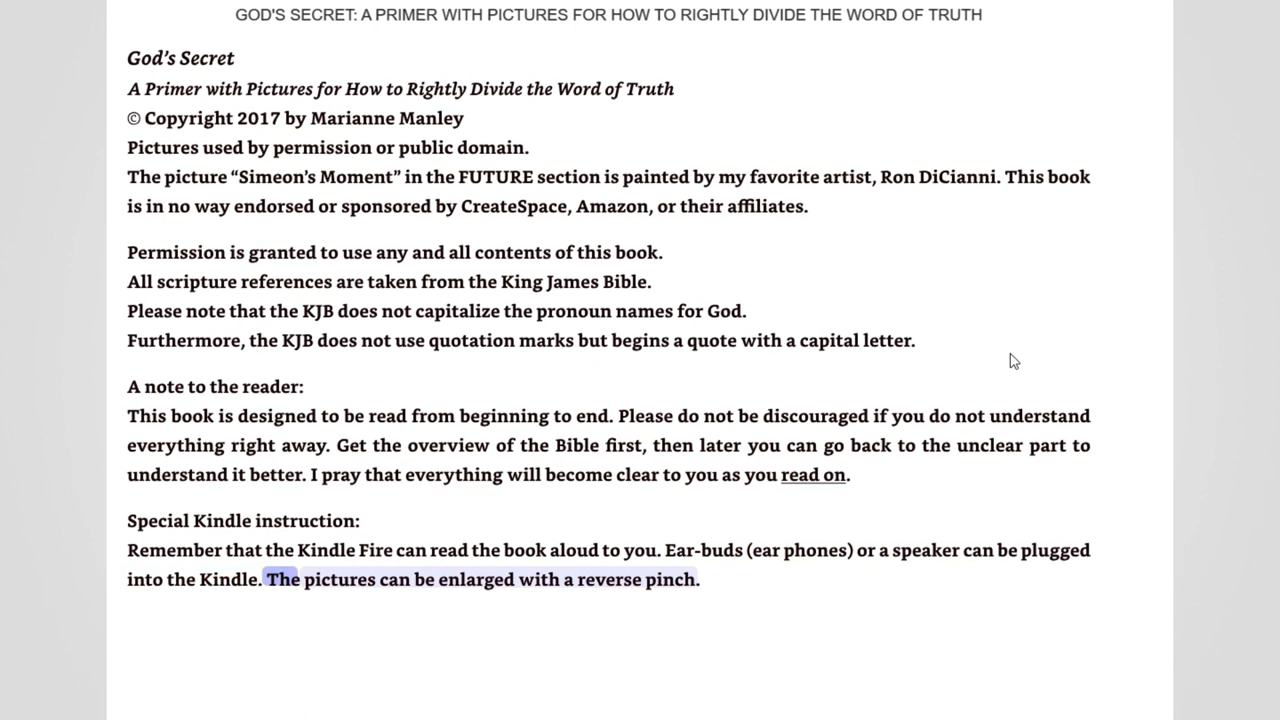 GOD'S SECRET: A PRIMER WITH PICTURES FOR HOW TO RIGHTLY DIVIDE THE WORD OF TRUTH
God’s Secret
A Primer with Pictures for How to Rightly Divide the Word of Truth
© Copyright 2017 by Marianne Manley
Pictures used by permission or public domain.
The picture “Simeon’s Moment” in the FUTURE section is painted by my favorite artist, Ron DiCianni. This book
is in no way endorsed or sponsored by CreateSpace, Amazon, or their affiliates.
Permission is granted to use any and all contents of this book.
All scripture references are taken from the King James Bible.
Please note that the KJB does not capitalize the pronoun names for God.
Furthermore, the KJB does not use quotation marks but begins a quote with a capital letter.
A note to the reader:
This book is designed to be read from beginning to end. Please do not be discouraged if you do not understand
everything right away. Get the overview of the Bible first, then later you can go back to the unclear part to
understand it better. I pray that everything will become clear to you as you read on.
Special Kindle instruction:
Remember that the Kindle Fire can read the book aloud to you. Ear-buds (ear phones) or a speaker can be plugged
into the Kindle. The pictures can be enlarged with a reverse pinch.